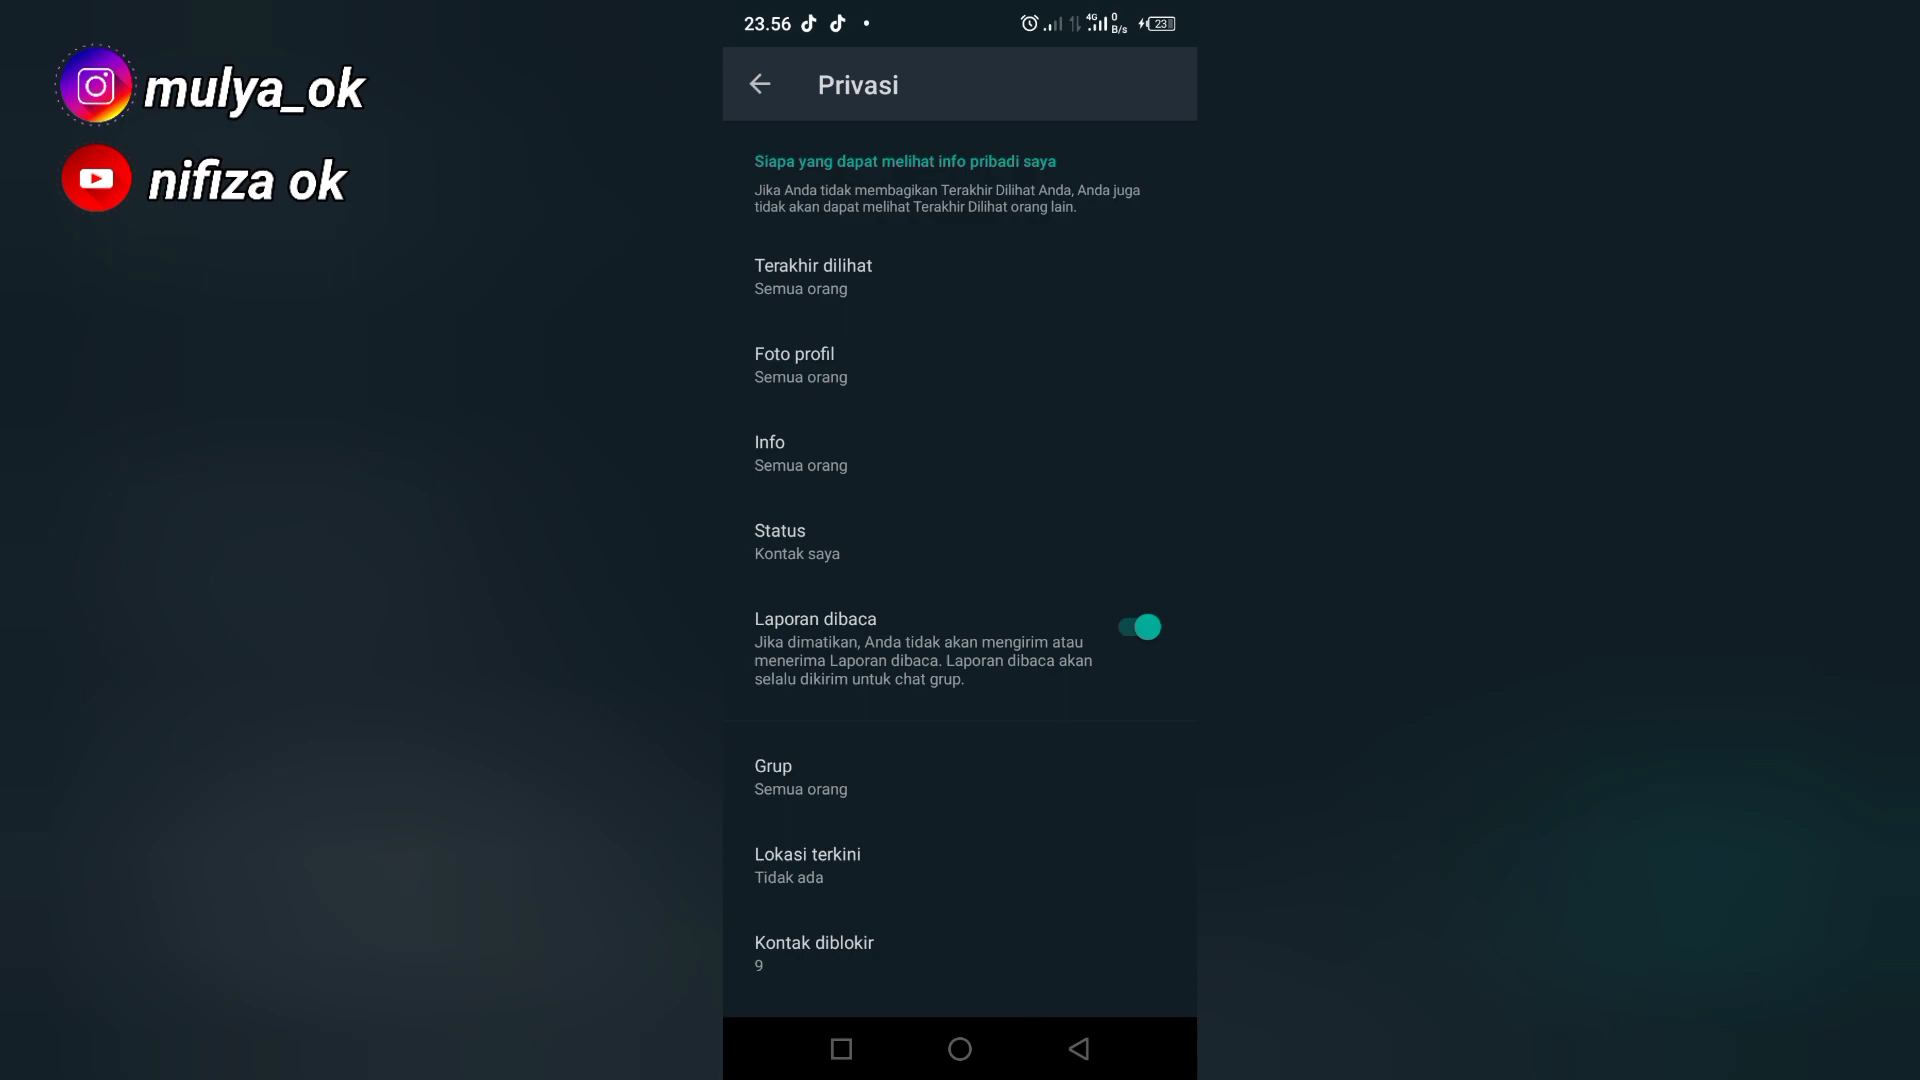 mulya_ok
nifiza ok
23.56
4G
0
B/s
23
Privasi
Siapa yang dapat melihat info pribadi saya
Jika Anda tidak membagikan Terakhir Dilihat Anda, Anda juga
tidak akan dapat melihat Terakhir Dilihat orang lain.
Terakhir dilihat
Semua orang
Foto profil
Semua orang
Info
Semua orang
Status
Kontak saya
Laporan dibaca
Jika dimatikan, Anda tidak akan mengirim atau
menerima Laporan dibaca. Laporan dibaca akan
selalu dikirim untuk chat grup.
Grup
Semua orang
Lokasi terkini
Tidak ada
Kontak diblokir
9